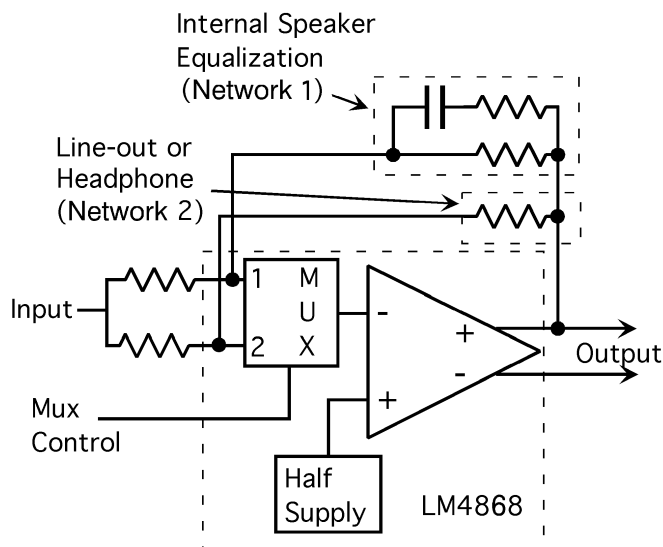 Internal Speaker
Equalization
(Network 1)
Line-out or
Headphone
(Network 2)
Input
1
2
M
U
X
-
+
+
-
Output
Mux
Control
Half
Supply
LM4868